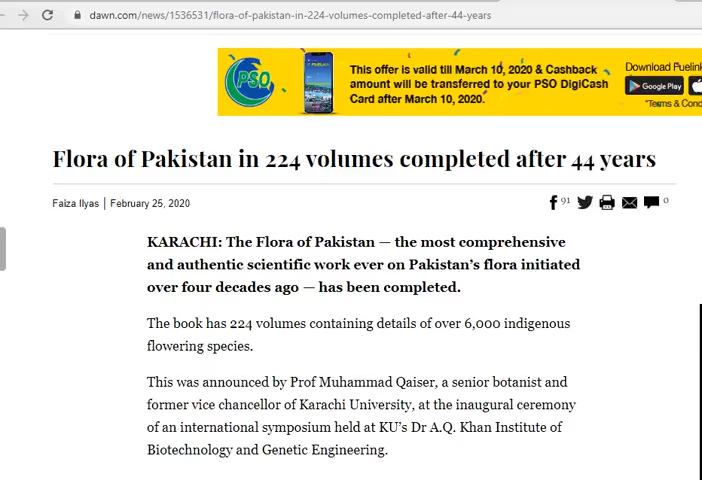 dawn.com/news/1536531/flora-of-pakistan-in-224-volumes-completed-after-44-years
PSO
This offer is valid till March 10, 2020 & Cashback
amount will be transferred to your PSO DigiCash
Card after March 10, 2020.*
Download Fuelink
Google Play
*Terms & Cond
Flora of Pakistan in 224 volumes completed after 44 years
Faiza Ilyas | February 25, 2020
91
0
KARACHI: The Flora of Pakistan — the most comprehensive
and authentic scientific work ever on Pakistan's flora initiated
over four decades ago — has been completed.
The book has 224 volumes containing details of over 6,000 indigenous
flowering species.
This was announced by Prof Muhammad Qaiser, a senior botanist and
former vice chancellor of Karachi University, at the inaugural ceremony
of an international symposium held at KU's Dr A.Q. Khan Institute of
Biotechnology and Genetic Engineering.